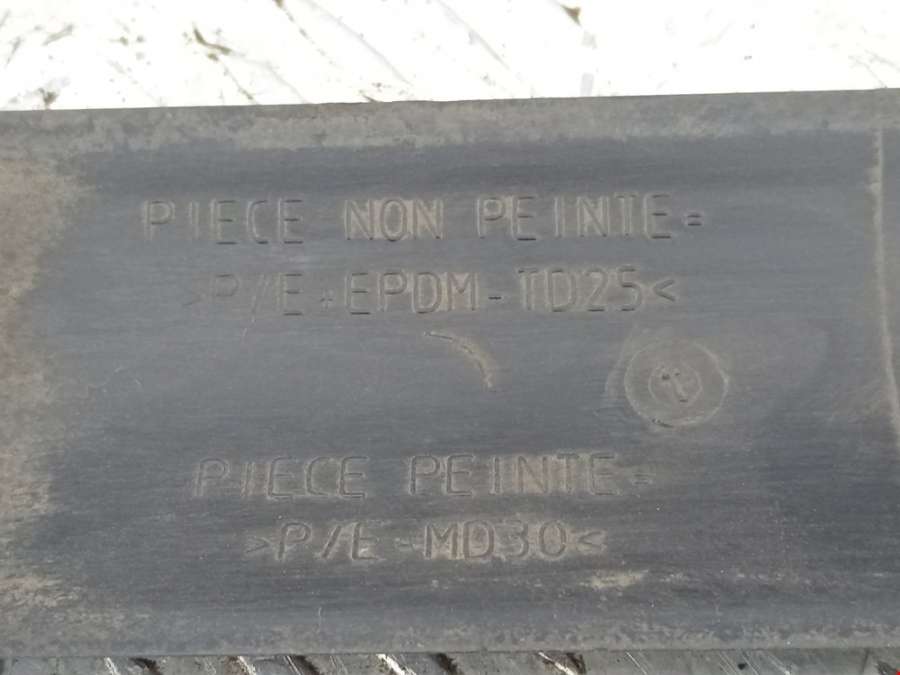 PIECE NON PEINTE=
>P/E+EPDM-TD25<
PIECE PEINTE=
>P/E-MD30<